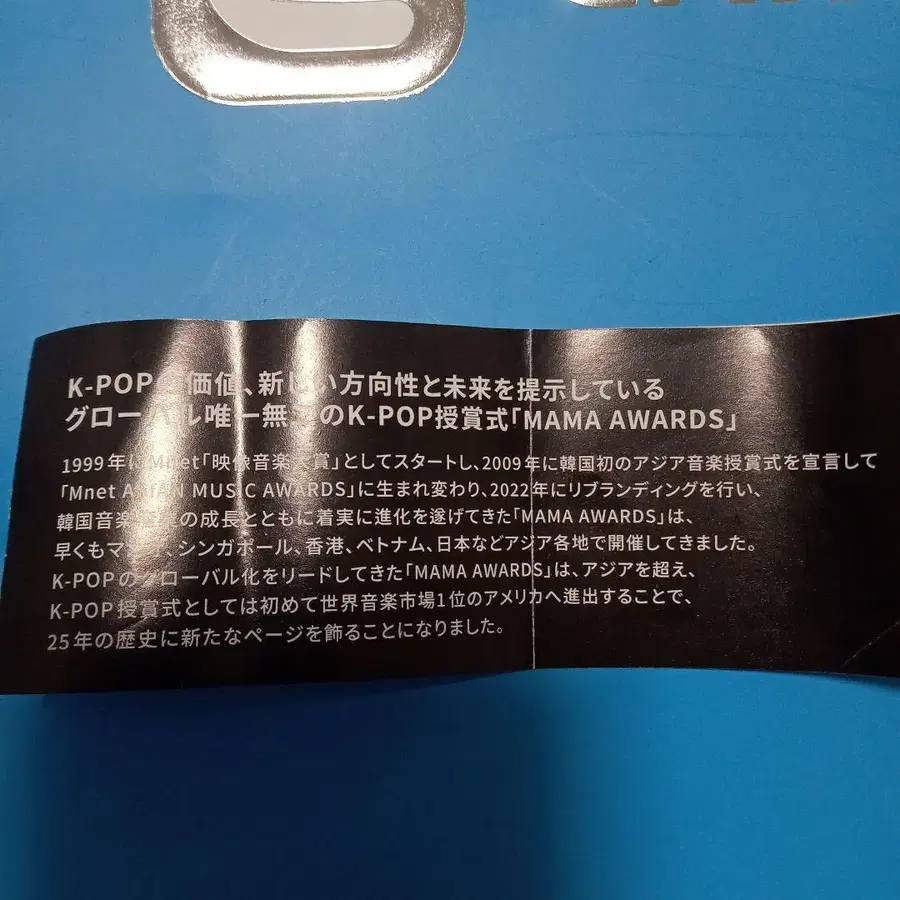 K-POP 価値、新しい方向性と未来を提示している
グローバル唯一無のK-POP授賞式「MAMA AWARDS」
1999年にMnet「映像音楽大賞」としてスタートし、2009年に韓国初のアジア音楽授賞式を宣言して
「Mnet ASIAN MUSIC AWARDS」に生まれ変わり、2022年にリブランディングを行い、
韓国音楽の成長とともに着実に進化を遂げてきた「MAMA AWARDS」は、
早くもマカオ、シンガポール、香港、ベトナム、日本などアジア各地で開催してきました。
K-POPのグローバル化をリードしてきた「MAMA AWARDS」は、アジアを超え、
K-POP授賞式としては初めて世界音楽市場1位のアメリカへ進出することで、
25年の歴史に新たなページを飾ることになりました。